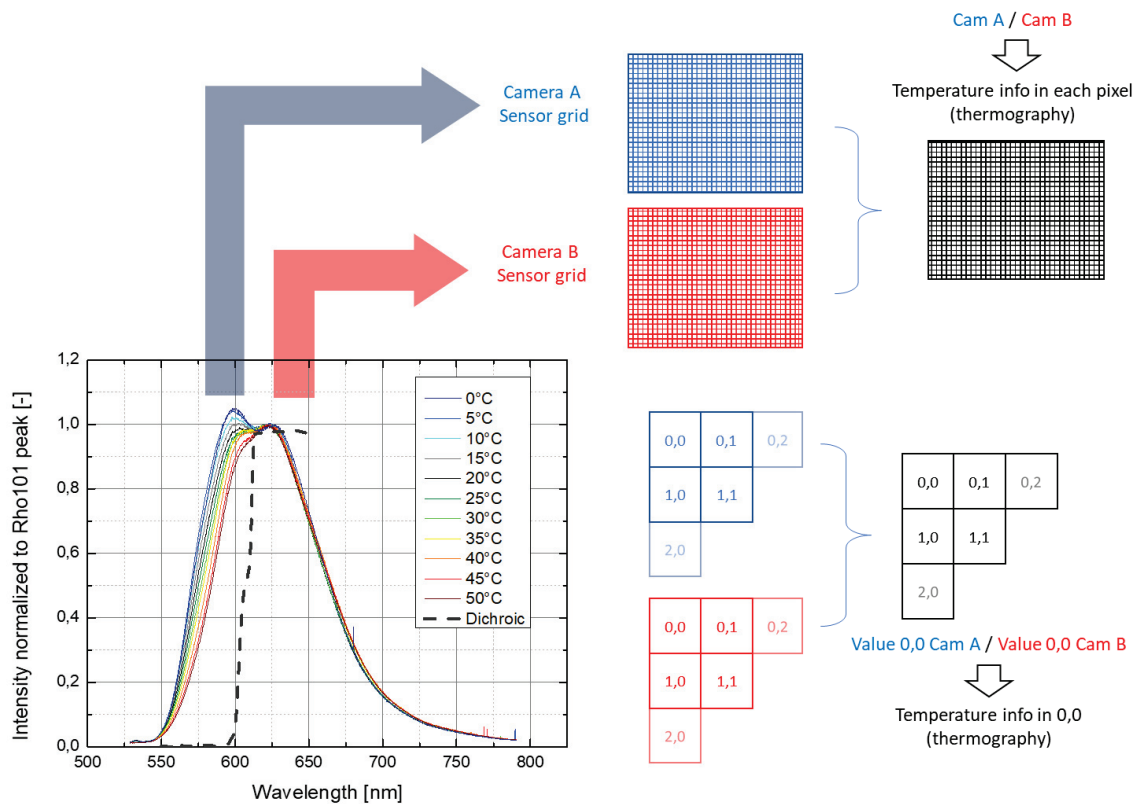 Cam A / Cam B
Temperature info in each pixel
(thermography)
Camera A
Sensor grid
Camera B
Sensor grid
Intensity normalized to Rho101 peak [-]
1,2
1,0
0,8
0,6
0,4
0,2
0,0
500
550
600
650
700
750
800
Wavelength [nm]
0°C
5°C
10°C
15°C
20°C
25°C
30°C
35°C
40°C
45°C
50°C
Dichroic
0,0 0,1 0,2
1,0 1,1
2,0
0,0 0,1 0,2
1,0 1,1
2,0
0,0 0,1 0,2
1,0 1,1
2,0
Value 0,0 Cam A / Value 0,0 Cam B
Temperature info in 0,0
(thermography)